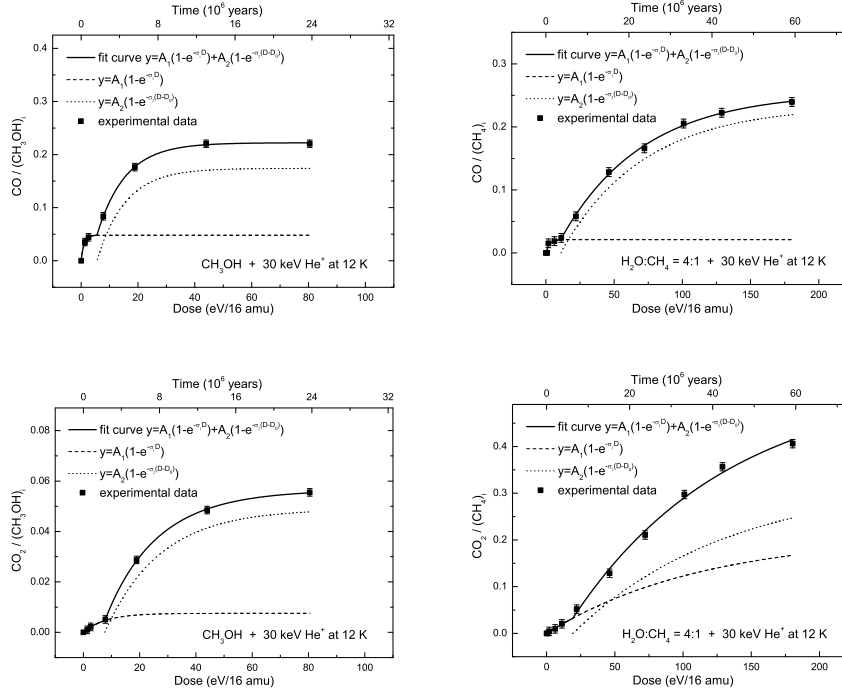 Time (10⁶ years)
0 8 16 24 32
0.4
0.3
0.2
0.1
0.0
CO / (CH₃OH)ᵢ
fit curve y=A₁(1-e^-σ₁D)+A₂(1-e^-σ₂(D-D₀))
y=A₁(1-e^-σ₁D)
y=A₂(1-e^-σ₂(D-D₀))
experimental data
CH₃OH + 30 keV He⁺ at 12 K
0 20 40 60 80 100
Dose (eV/16 amu)
Time (10⁶ years)
0 20 40 60
0.3
0.2
0.1
0.0
CO / (CH₄)ᵢ
fit curve y=A₁(1-e^-σ₁D)+A₂(1-e^-σ₂(D-D₀))
y=A₁(1-e^-σ₁D)
y=A₂(1-e^-σ₂(D-D₀))
experimental data
H₂O:CH₄ = 4:1 + 30 keV He⁺ at 12 K
0 50 100 150 200
Dose (eV/16 amu)
Time (10⁶ years)
0 8 16 24 32
0.08
0.06
0.04
0.02
0.00
CO₂ / (CH₃OH)ᵢ
fit curve y=A₁(1-e^-σ₁D)+A₂(1-e^-σ₂(D-D₀))
y=A₁(1-e^-σ₁D)
y=A₂(1-e^-σ₂(D-D₀))
experimental data
CH₃OH + 30 keV He⁺ at 12 K
0 20 40 60 80 100
Dose (eV/16 amu)
Time (10⁶ years)
0 20 40 60
0.4
0.3
0.2
0.1
0.0
CO₂ / (CH₄)ᵢ
fit curve y=A₁(1-e^-σ₁D)+A₂(1-e^-σ₂(D-D₀))
y=A₁(1-e^-σ₁D)
y=A₂(1-e^-σ₂(D-D₀))
experimental data
H₂O:CH₄ = 4:1 + 30 keV He⁺ at 12 K
0 50 100 150 200
Dose (eV/16 amu)